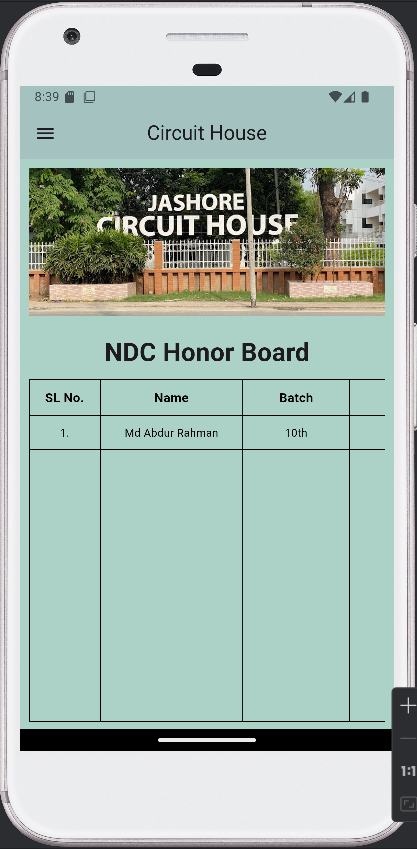 8:39
Circuit House
JASHORE
CIRCUIT HOUSE
NDC Honor Board
SL No. Name Batch
1. Md Abdur Rahman 10th
1:1